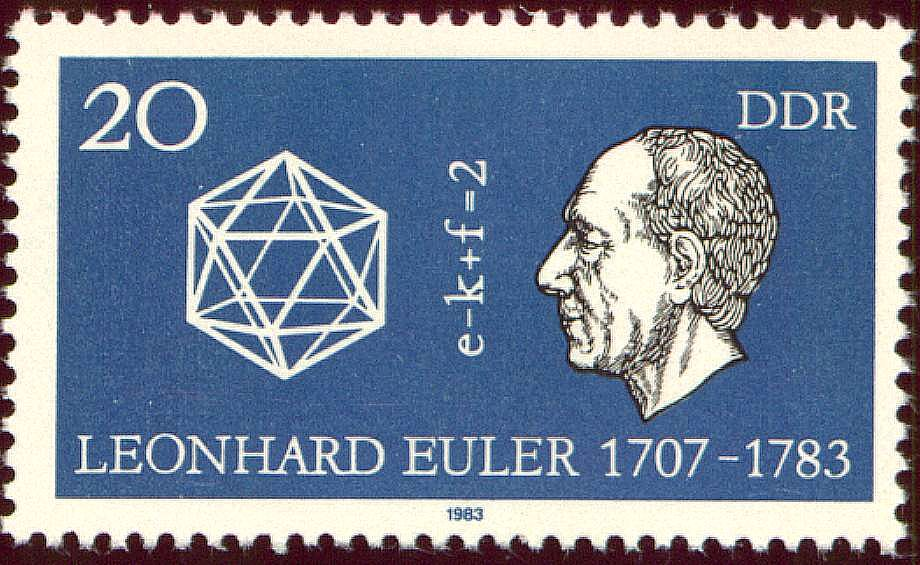 20
DDR
e-k+f=2
LEONHARD EULER 1707-1783
1983